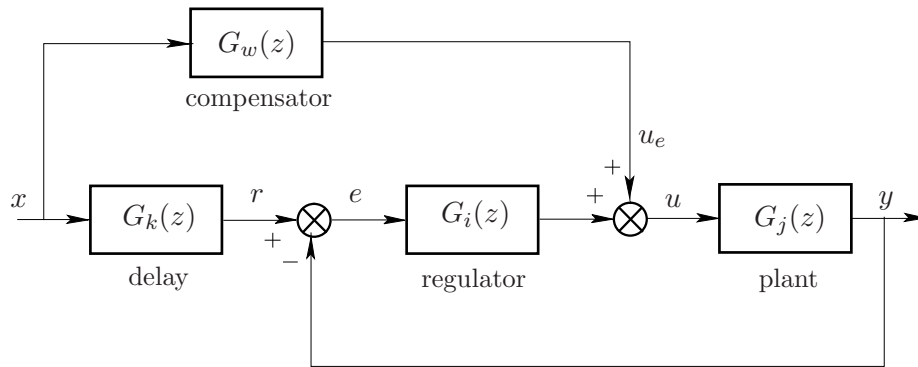 G_w(z)
compensator
u_e
+
x
G_k(z)
delay
r
+
−
e
G_i(z)
regulator
+
u
G_j(z)
plant
y